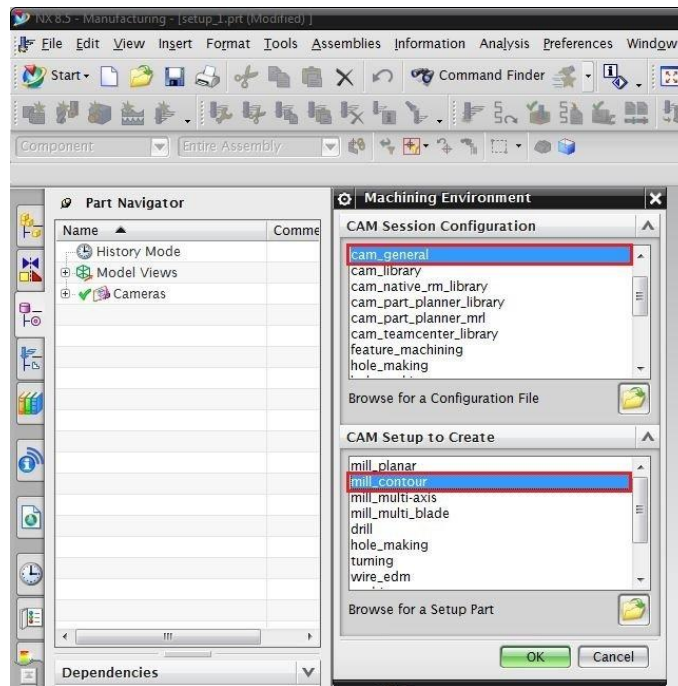 NX 8.5 - Manufacturing - [setup_1.prt (Modified) ]
File Edit View Insert Format Tools Assemblies Information Analysis Preferences Window
Start Command Finder
Component Entire Assembly
Part Navigator
Name Comme
History Mode
Model Views
Cameras
Dependencies
Machining Environment
CAM Session Configuration
cam_general
cam_library
cam_native_rm_library
cam_part_planner_library
cam_part_planner_mrl
cam_teamcenter_library
feature_machining
hole_making
Browse for a Configuration File
CAM Setup to Create
mill_planar
mill_contour
mill_multi-axis
mill_multi_blade
drill
hole_making
turning
wire_edm
Browse for a Setup Part
OK Cancel